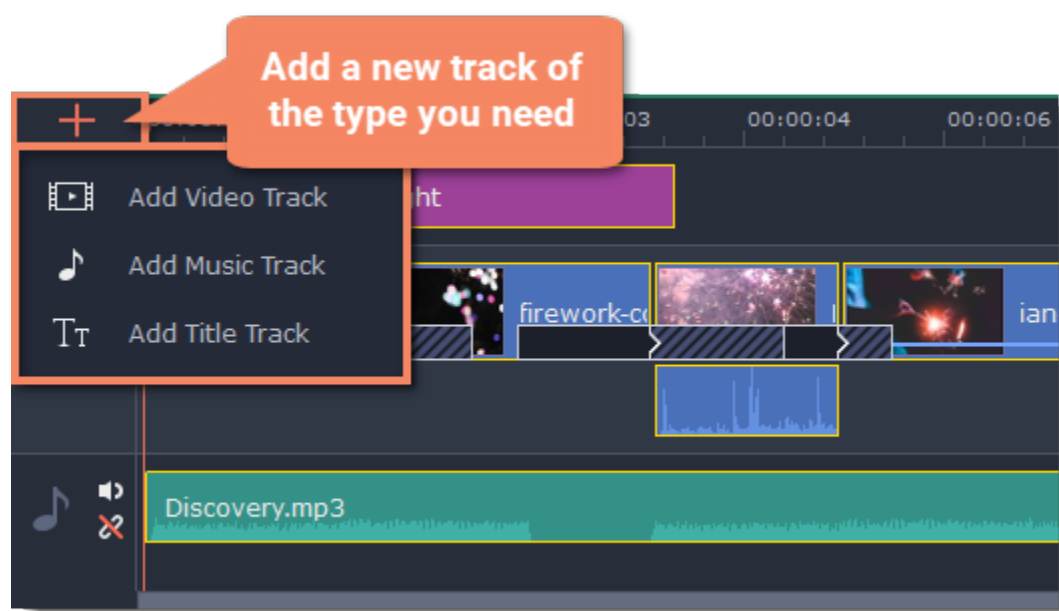 Add a new track of
the type you need
03
00:00:04
00:00:06
Add Video Track
Add Music Track
Add Title Track
ht
firework-co
ian
Discovery.mp3